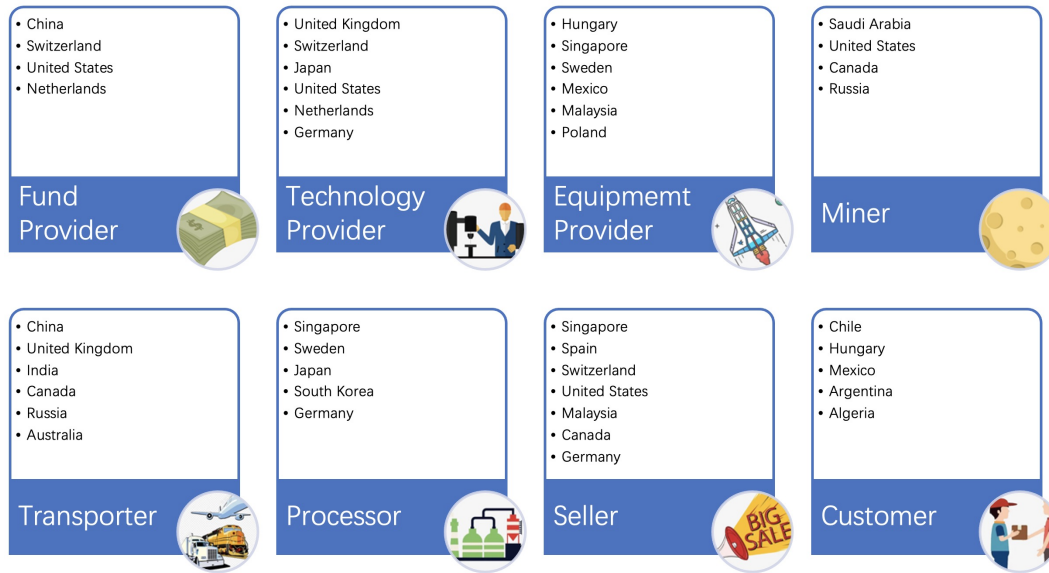 • China
• Switzerland
• United States
• Netherlands
Fund
Provider
• United Kingdom
• Switzerland
• Japan
• United States
• Netherlands
• Germany
Technology
Provider
• Hungary
• Singapore
• Sweden
• Mexico
• Malaysia
• Poland
Equipmemt
Provider
• Saudi Arabia
• United States
• Canada
• Russia
Miner
• China
• United Kingdom
• India
• Canada
• Russia
• Australia
Transporter
• Singapore
• Sweden
• Japan
• South Korea
• Germany
Processor
• Singapore
• Spain
• Switzerland
• United States
• Malaysia
• Canada
• Germany
Seller
BIG
SALE
• Chile
• Hungary
• Mexico
• Argentina
• Algeria
Customer